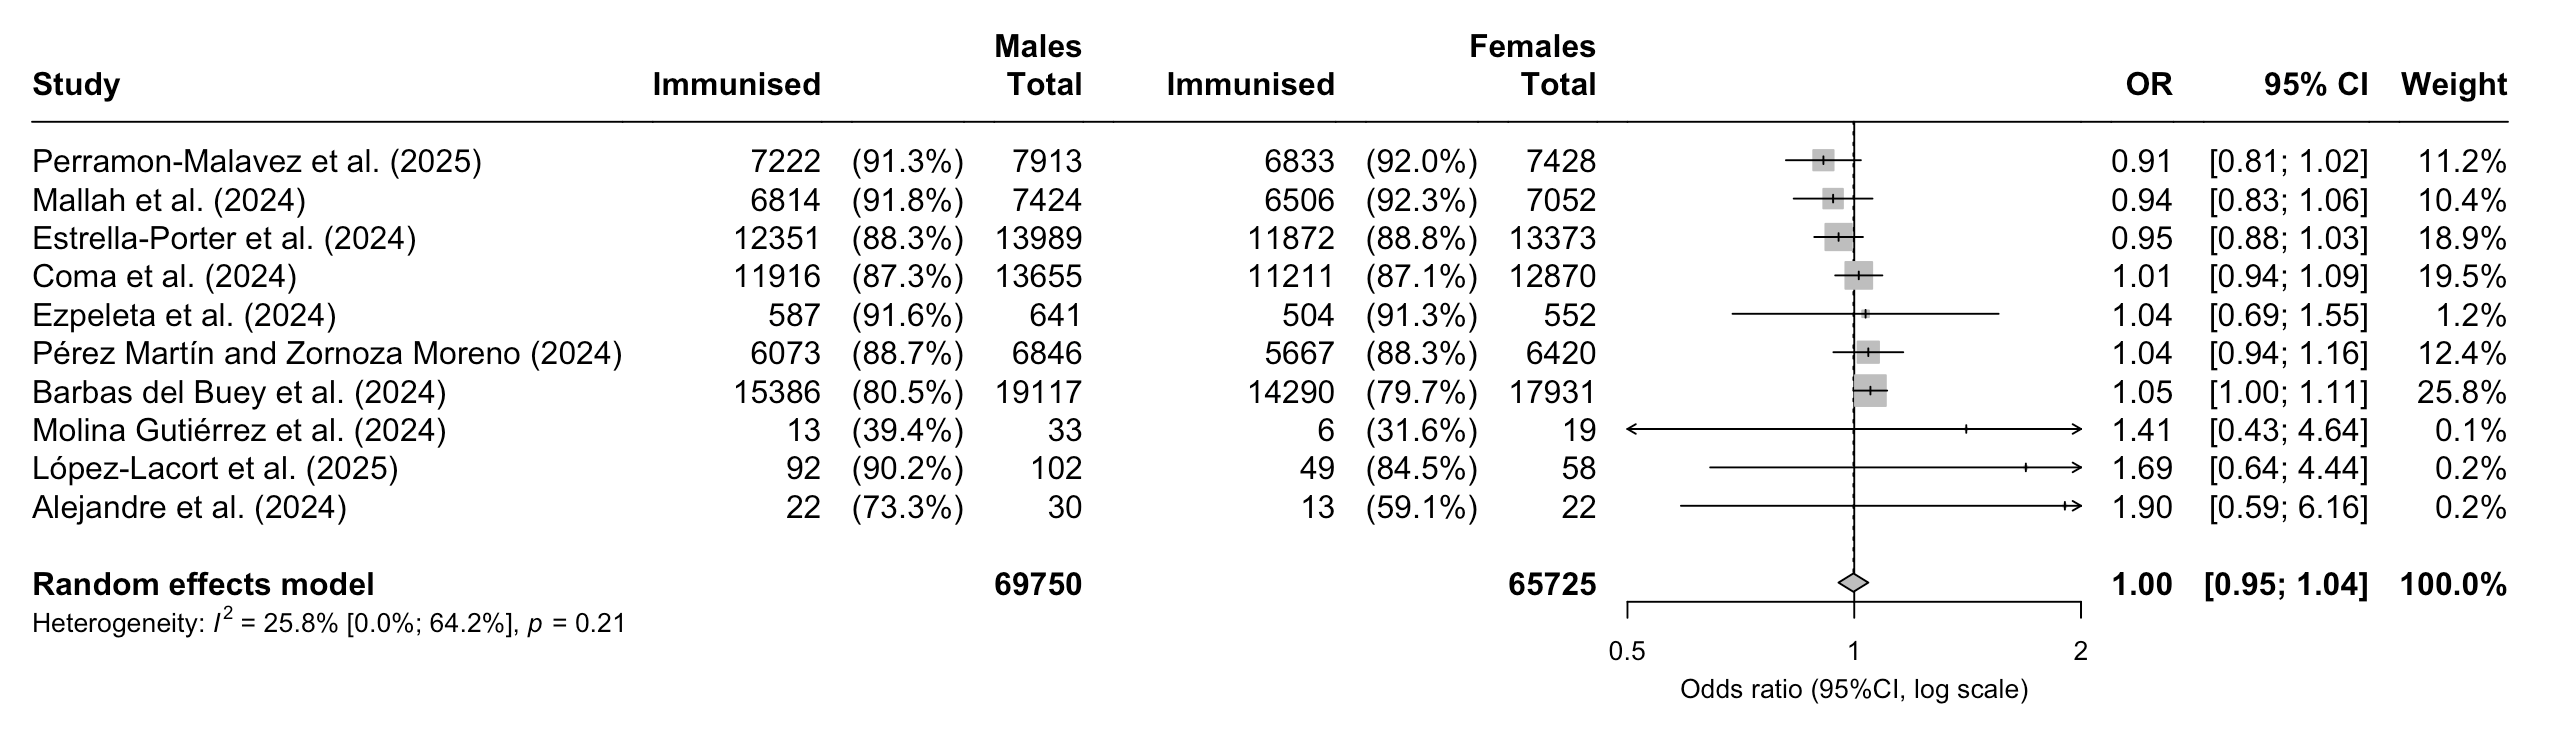 Males Females
Study Immunised Total Immunised Total OR 95% CI Weight
Perramon-Malavez et al. (2025) 7222 (91.3%) 7913 6833 (92.0%) 7428 0.91 [0.81; 1.02] 11.2%
Mallah et al. (2024) 6814 (91.8%) 7424 6506 (92.3%) 7052 0.94 [0.83; 1.06] 10.4%
Estrella-Porter et al. (2024) 12351 (88.3%) 13989 11872 (88.8%) 13373 0.95 [0.88; 1.03] 18.9%
Coma et al. (2024) 11916 (87.3%) 13655 11211 (87.1%) 12870 1.01 [0.94; 1.09] 19.5%
Ezpeleta et al. (2024) 587 (91.6%) 641 504 (91.3%) 552 1.04 [0.69; 1.55] 1.2%
Pérez Martín and Zornoza Moreno (2024) 6073 (88.7%) 6846 5667 (88.3%) 6420 1.04 [0.94; 1.16] 12.4%
Barbas del Buey et al. (2024) 15386 (80.5%) 19117 14290 (79.7%) 17931 1.05 [1.00; 1.11] 25.8%
Molina Gutiérrez et al. (2024) 13 (39.4%) 33 6 (31.6%) 19 1.41 [0.43; 4.64] 0.1%
López-Lacort et al. (2025) 92 (90.2%) 102 49 (84.5%) 58 1.69 [0.64; 4.44] 0.2%
Alejandre et al. (2024) 22 (73.3%) 30 13 (59.1%) 22 1.90 [0.59; 6.16] 0.2%
Random effects model 69750 65725 1.00 [0.95; 1.04] 100.0%
Heterogeneity: I² = 25.8% [0.0%; 64.2%], p = 0.21
0.5 1 2
Odds ratio (95%CI, log scale)